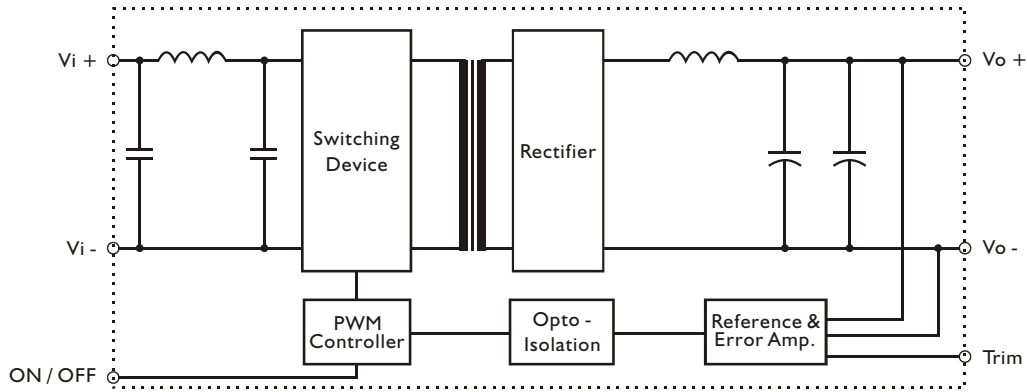 Vi +
Switching
Device
Rectifier
Vo +
Vi -
Vo -
PWM
Controller
Opto -
Isolation
Reference &
Error Amp.
Trim
ON / OFF